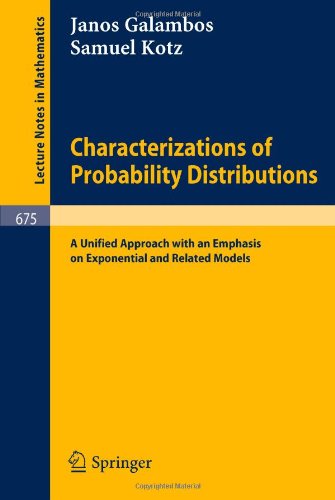 Janos Galambos
Samuel Kotz
Lecture Notes in Mathematics
Characterizations of
Probability Distributions
675
A Unified Approach with an Emphasis
on Exponential and Related Models
Springer